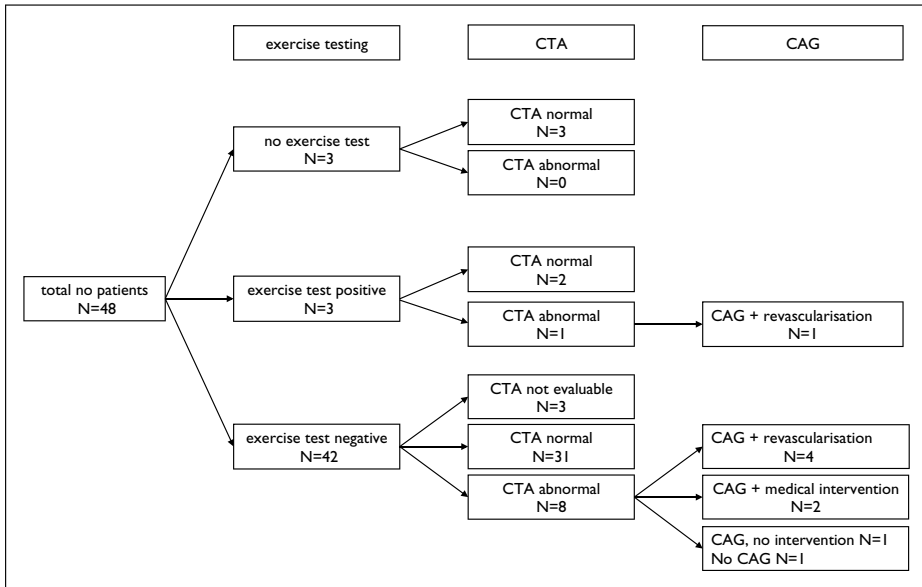 exercise testing
CTA
CAG
no exercise test
N=3
CTA normal
N=3
CTA abnormal
N=0
total no patients
N=48
exercise test positive
N=3
CTA normal
N=2
CTA abnormal
N=1
CAG + revascularisation
N=1
exercise test negative
N=42
CTA not evaluable
N=3
CTA normal
N=31
CTA abnormal
N=8
CAG + revascularisation
N=4
CAG + medical intervention
N=2
CAG, no intervention N=1
No CAG N=1